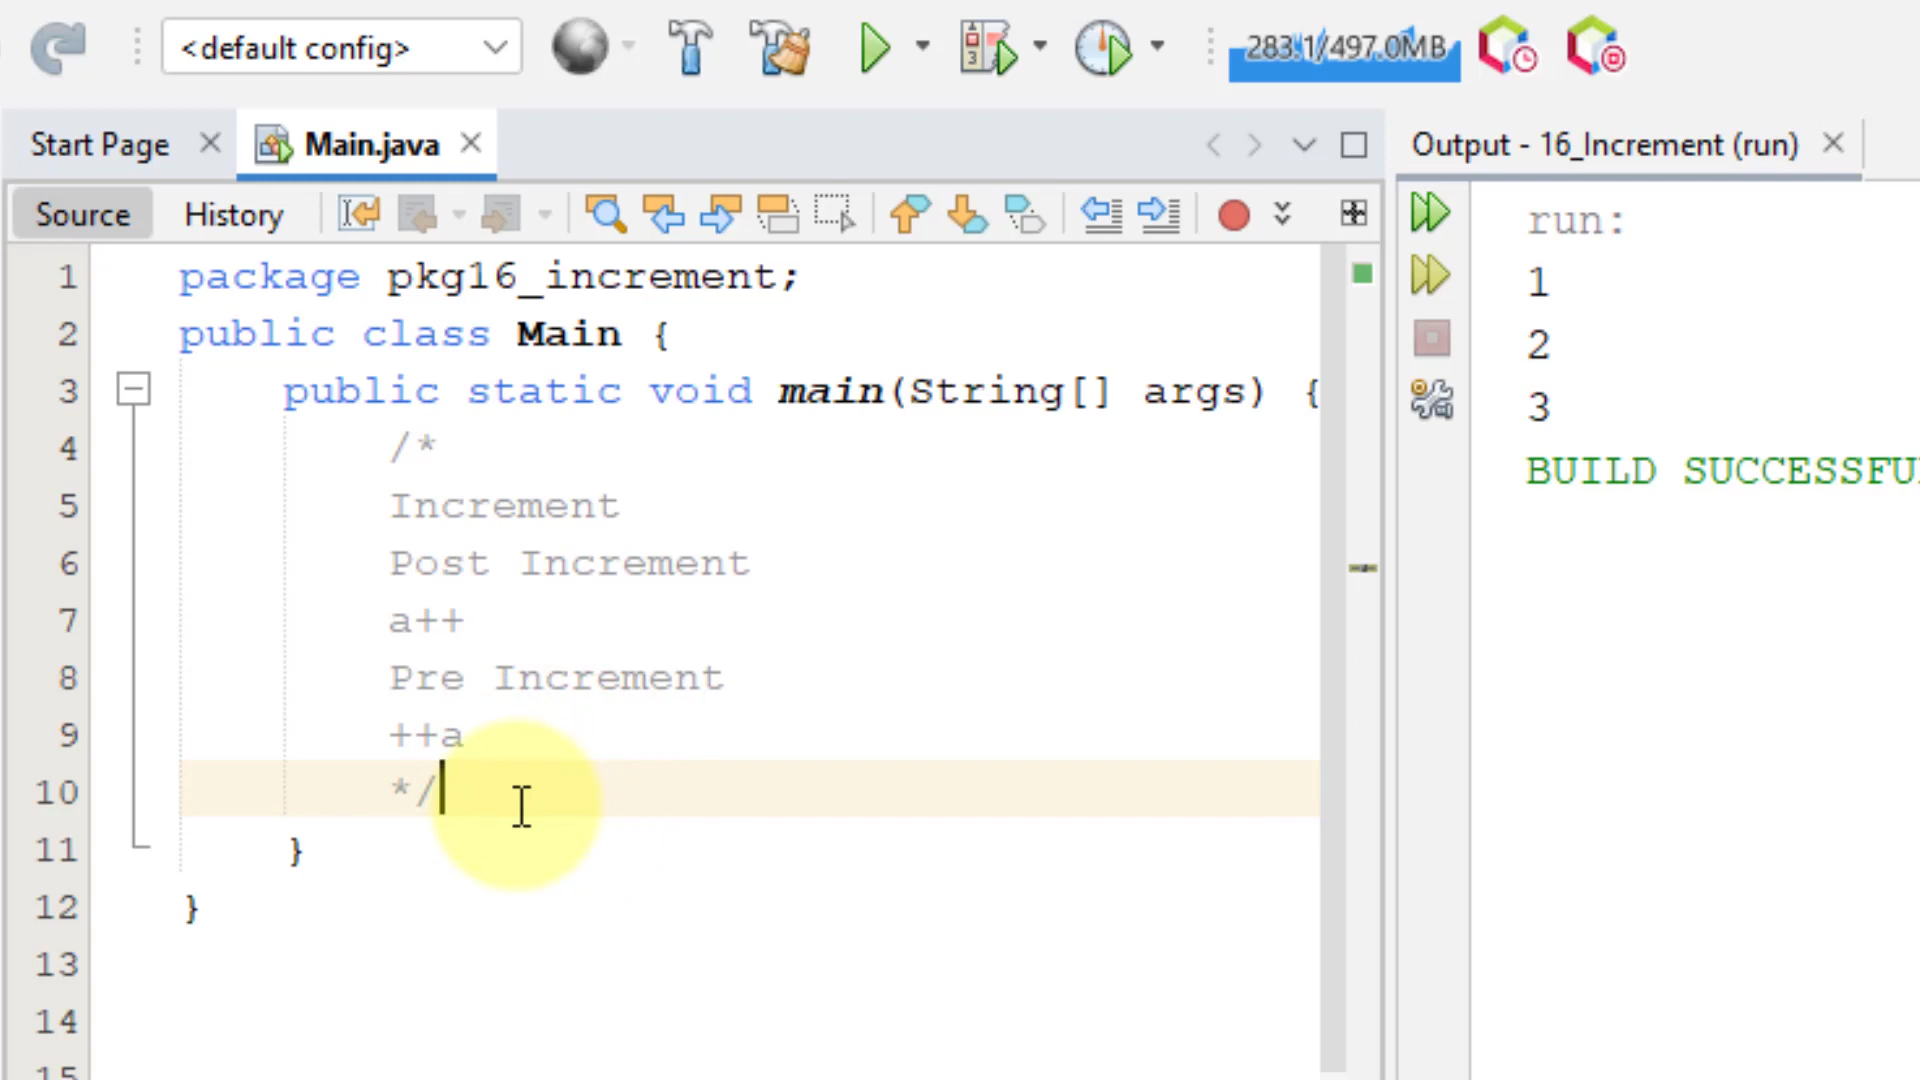 <default config>
283.1/497.0MB
Start Page
Main.java
Output - 16_Increment (run)
Source
History
1 package pkg16_increment;
2 public class Main {
3 public static void main(String[] args) {
4 /*
5 Increment
6 Post Increment
7 a++
8 Pre Increment
9 ++a
10 */
11 }
12 }
13
14
15
run:
1
2
3
BUILD SUCCESSFU